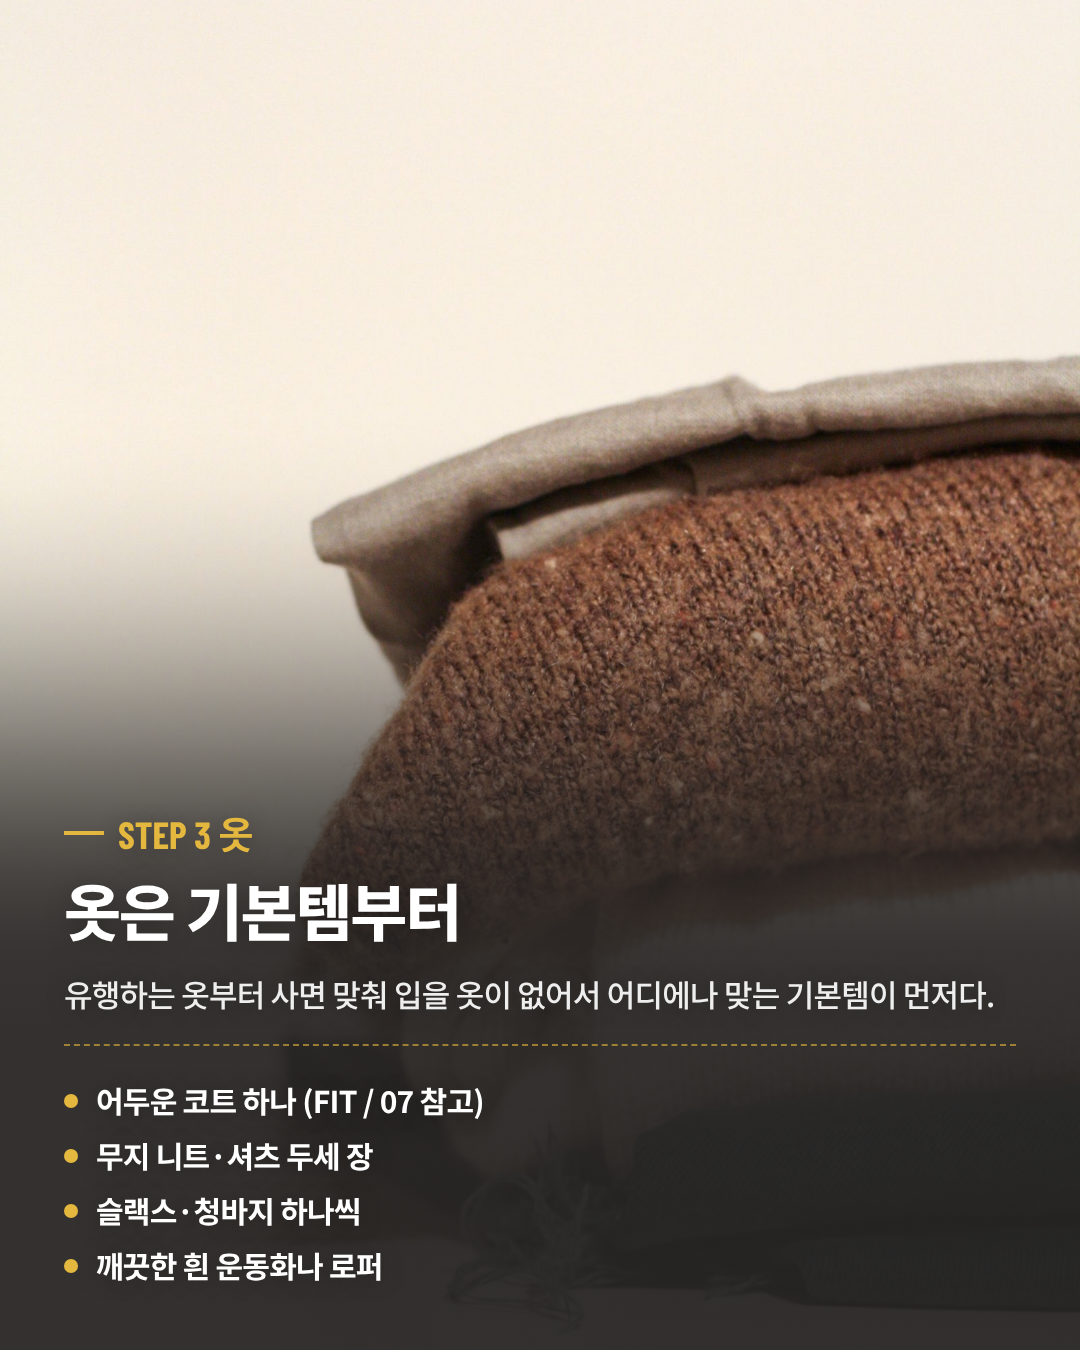 STEP 3 옷
옷은 기본템부터
유행하는 옷부터 사면 맞춰 입을 옷이 없어서 어디에나 맞는 기본템이 먼저다.
어두운 코트 하나 (FIT / 07 참고)
무지 니트·셔츠 두세 장
슬랙스·청바지 하나씩
깨끗한 흰 운동화나 로퍼